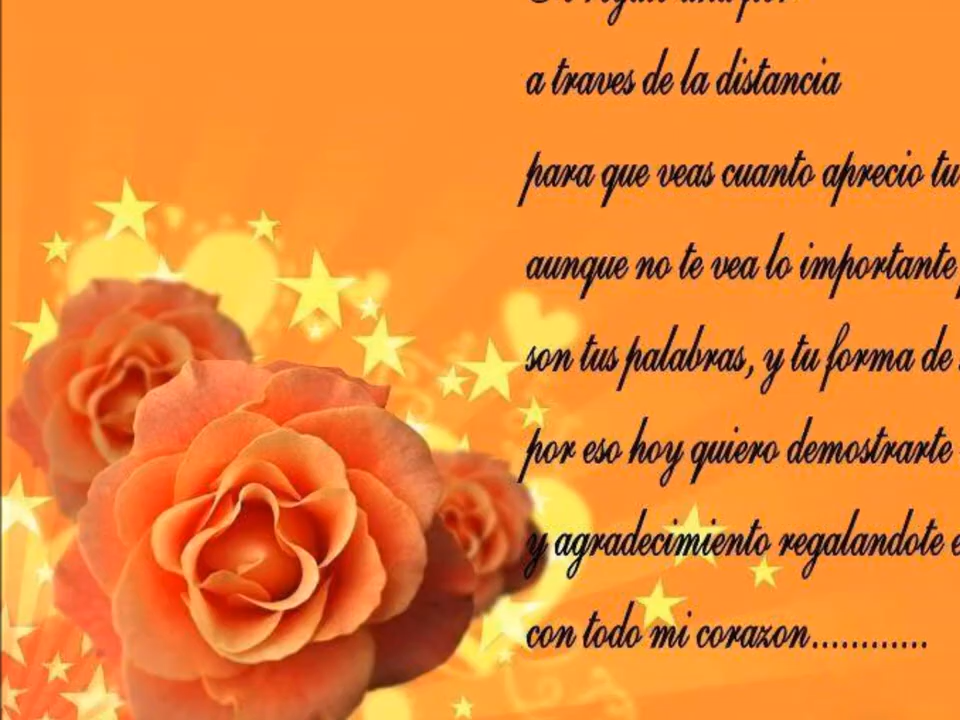 a traves de la distancia
para que veas cuanto aprecio tu
aunque no te vea lo importante
son tus palabras, y tu forma de
por eso hoy quiero demostrarte
y agradecimiento regalandote
con todo mi corazon............